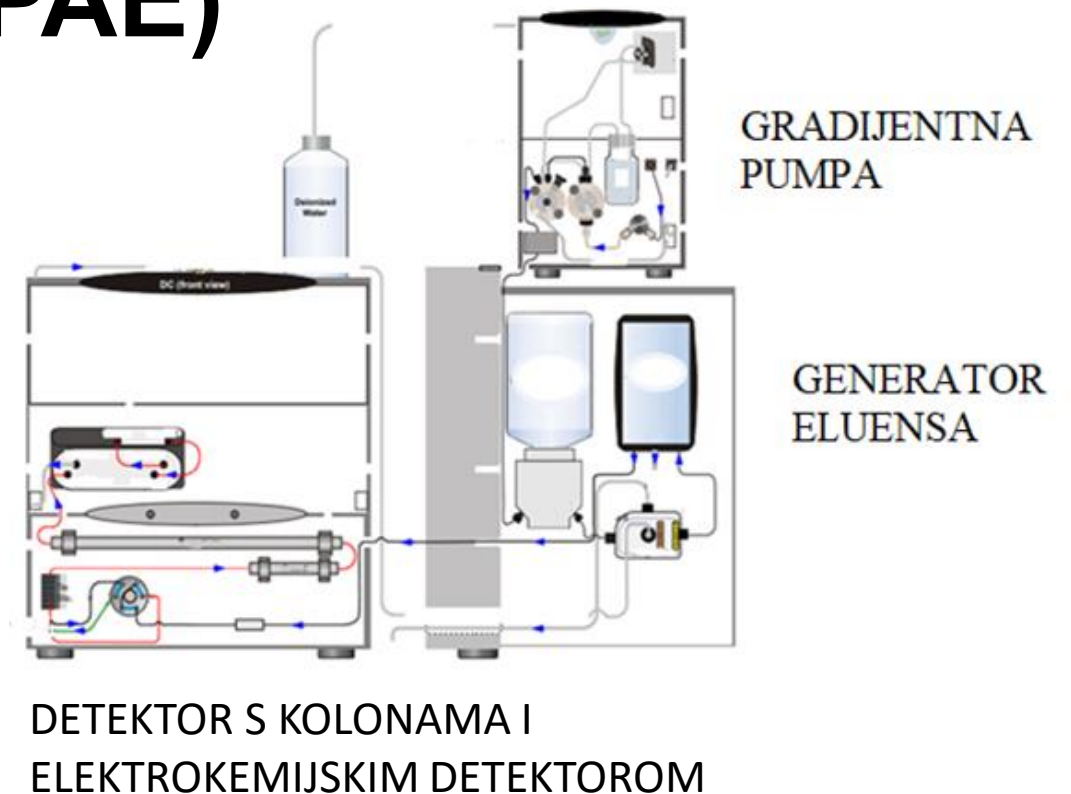 PAE)
GRADIJENTNA
PUMPA
Deionized
Water
DC (front view)
GENERATOR
ELUENSA
DETEKTOR S KOLONAMA I
ELEKTROKEMIJSKIM DETEKTOROM